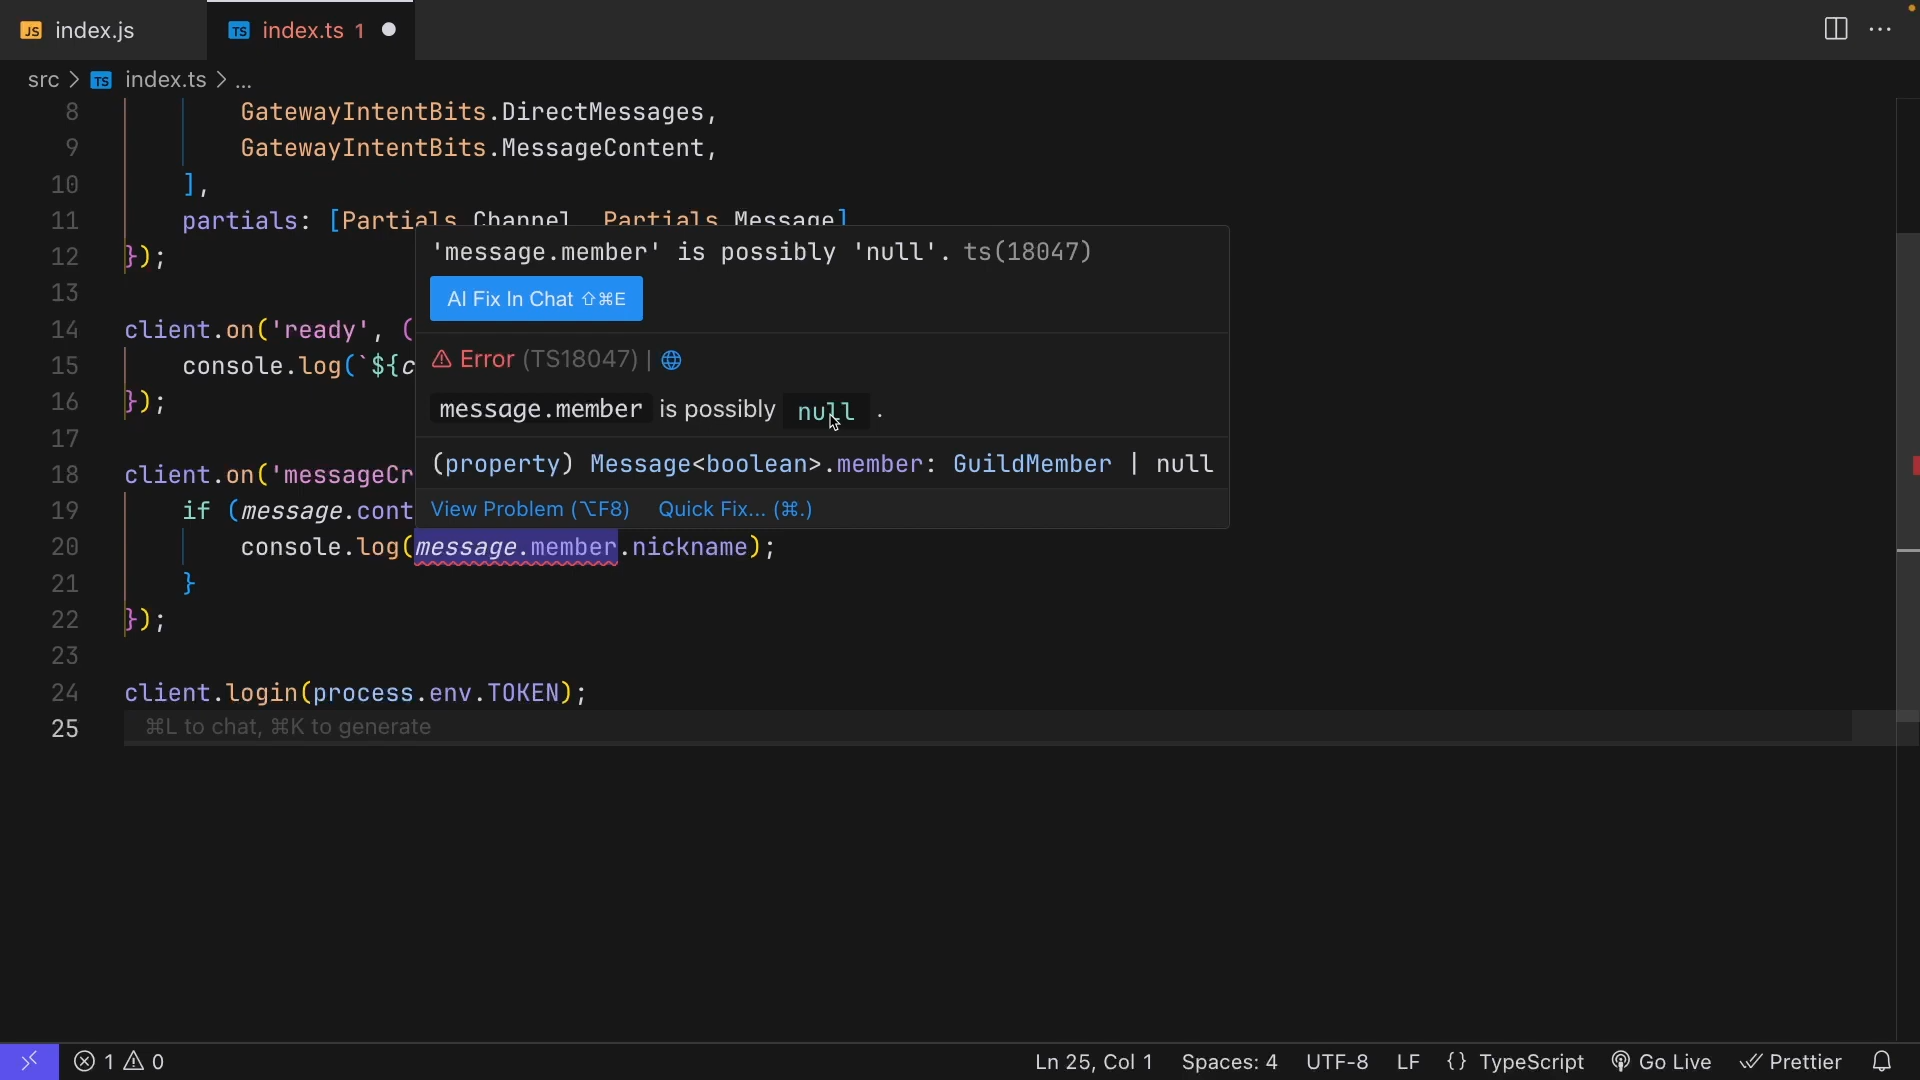 JS index.js
TS index.ts 1
src > TS index.ts > ...
8 GatewayIntentBits.DirectMessages,
9 GatewayIntentBits.MessageContent,
10 ],
11 partials: [Partials.Channel, Partials.Message]
12 });
13
14 client.on('ready', (
15 console.log(`${c
16 });
17
18 client.on('messageCr
19 if (message.cont
20 console.log(message.member.nickname);
21 }
22 });
23
24 client.login(process.env.TOKEN);
25 ⌘L to chat, ⌘K to generate
'message.member' is possibly 'null'. ts(18047)
AI Fix In Chat ⇧⌘E
Error (TS18047) |
message.member is possibly null .
(property) Message<boolean>.member: GuildMember | null
View Problem (⌥F8) Quick Fix... (⌘.)
1 0 Ln 25, Col 1 Spaces: 4 UTF-8 LF {} TypeScript Go Live Prettier